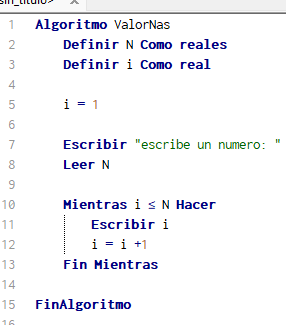 sin_titulo>
1 Algoritmo ValorNas
2 Definir N Como reales
3 Definir i Como real
4
5 i = 1
6
7 Escribir "escribe un numero: "
8 Leer N
9
10 Mientras i ≤ N Hacer
11 Escribir i
12 i = i +1
13 Fin Mientras
14
15 FinAlgoritmo
16